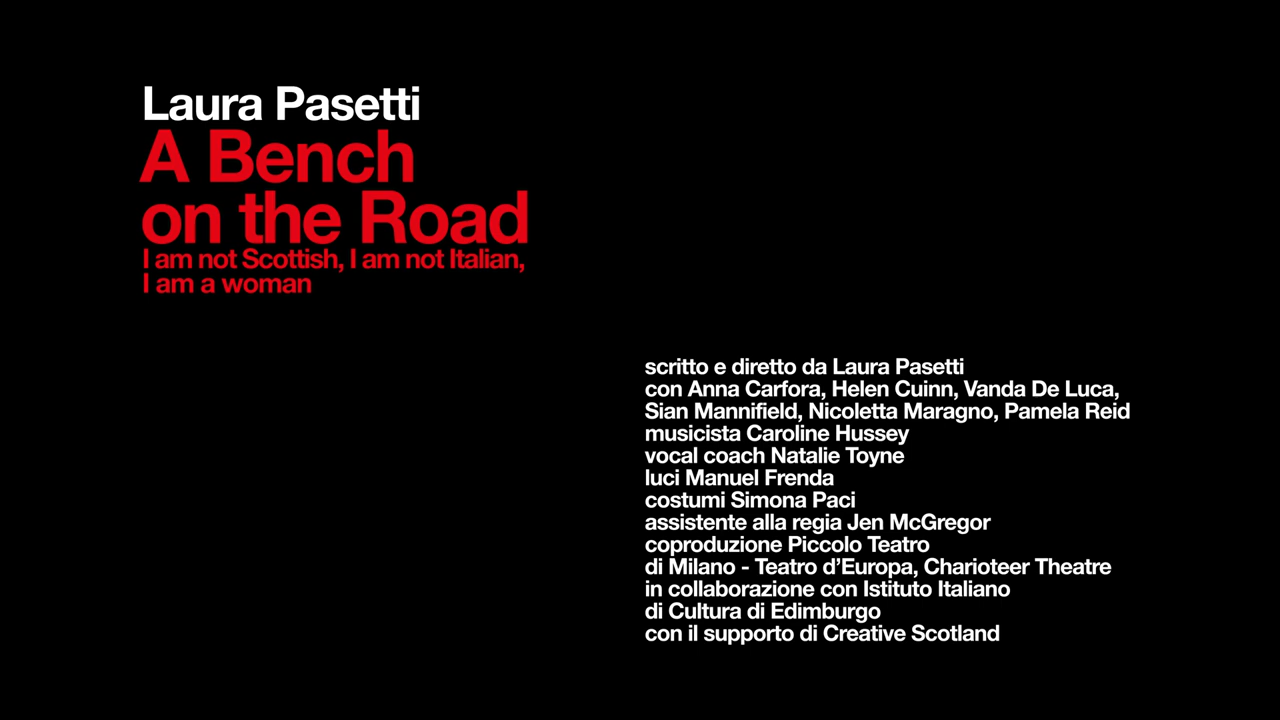 Laura Pasetti
A Bench
on the Road
I am not Scottish, I am not Italian,
I am a woman
scritto e diretto da Laura Pasetti
con Anna Carfora, Helen Cuinn, Vanda De Luca,
Sian Mannifield, Nicoletta Maragno, Pamela Reid
musicista Caroline Hussey
vocal coach Natalie Toyne
luci Manuel Frenda
costumi Simona Paci
assistente alla regia Jen McGregor
coproduzione Piccolo Teatro
di Milano - Teatro d’Europa, Charioteer Theatre
in collaborazione con Istituto Italiano
di Cultura di Edimburgo
con il supporto di Creative Scotland